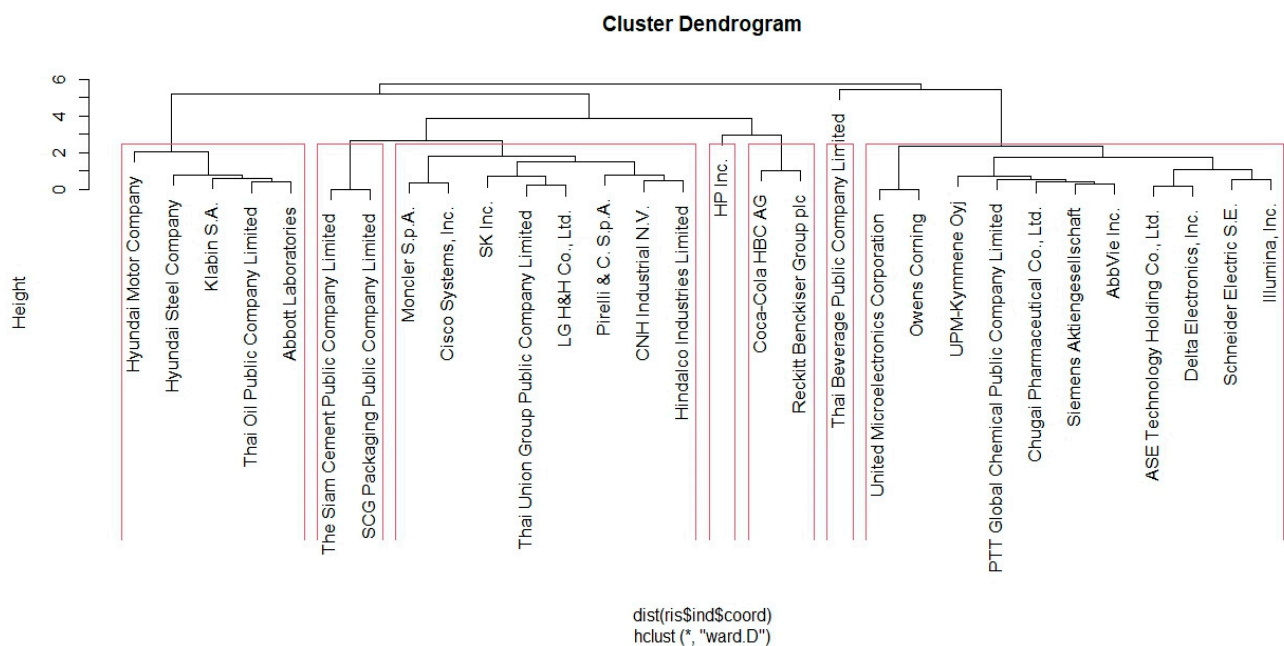 Cluster Dendrogram
Height
6
4
2
0
Hyundai Motor Company
Hyundai Steel Company
Klabin S.A.
Thai Oil Public Company Limited
Abbott Laboratories
The Siam Cement Public Company Limited
SCG Packaging Public Company Limited
Moncler S.p.A.
Cisco Systems, Inc.
SK Inc.
Thai Union Group Public Company Limited
LG H&H Co., Ltd.
Pirelli & C. S.p.A.
CNH Industrial N.V.
Hindalco Industries Limited
HP Inc.
Coca-Cola HBC AG
Reckitt Benckiser Group plc
Thai Beverage Public Company Limited
United Microelectronics Corporation
Owens Corning
UPM-Kymmene Oyj
PTT Global Chemical Public Company Limited
Chugai Pharmaceutical Co., Ltd.
Siemens Aktiengesellschaft
AbbVie Inc.
ASE Technology Holding Co., Ltd.
Delta Electronics, Inc.
Schneider Electric S.E.
Illumina, Inc.
dist(ris$ind$coord)
hclust (*, "ward.D")